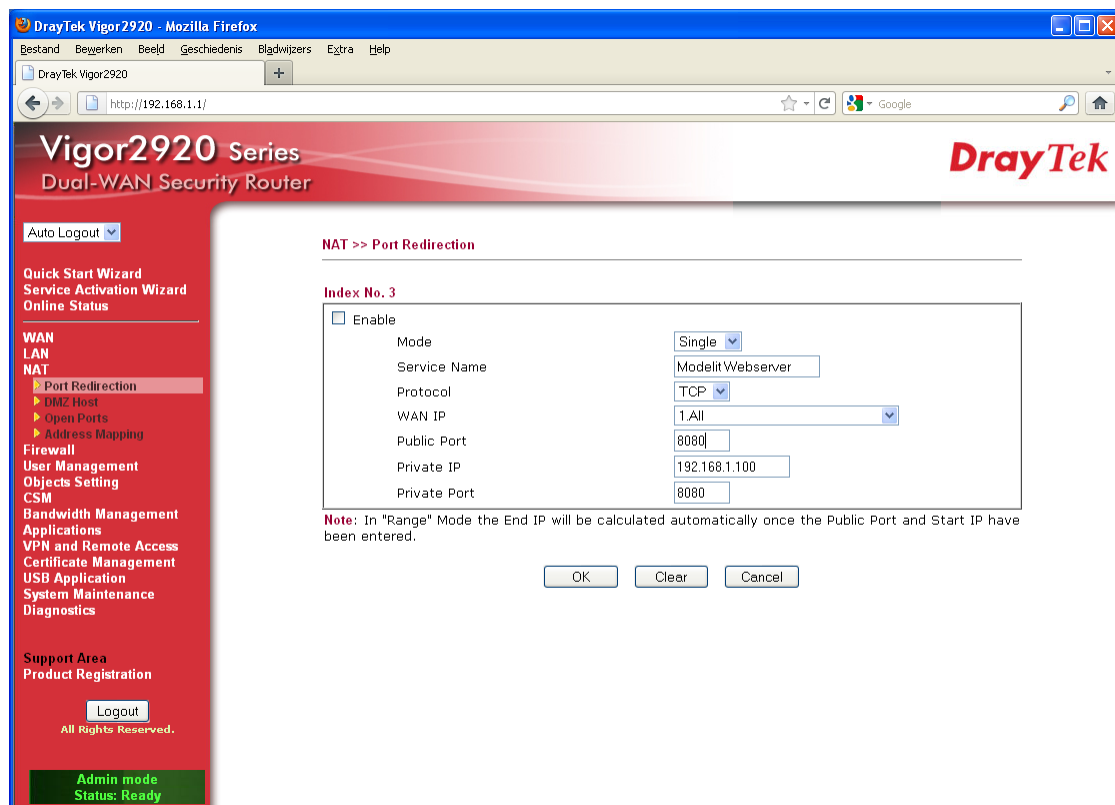 DrayTek Vigor2920 - Mozilla Firefox
Bestand Bewerken Beeld Geschiedenis Bladwijzers Extra Help
DrayTek Vigor2920
http://192.168.1.1/
Google
Vigor2920 Series
Dual-WAN Security Router
DrayTek
Auto Logout
Quick Start Wizard
Service Activation Wizard
Online Status
WAN
LAN
NAT
Port Redirection
DMZ Host
Open Ports
Address Mapping
Firewall
User Management
Objects Setting
CSM
Bandwidth Management
Applications
VPN and Remote Access
Certificate Management
USB Application
System Maintenance
Diagnostics
Support Area
Product Registration
Logout
All Rights Reserved.
Admin mode
Status: Ready
NAT >> Port Redirection
Index No. 3
Enable
Mode Single
Service Name Modelit Webserver
Protocol TCP
WAN IP 1.All
Public Port 8080
Private IP 192.168.1.100
Private Port 8080
Note: In "Range" Mode the End IP will be calculated automatically once the Public Port and Start IP have
been entered.
OK Clear Cancel